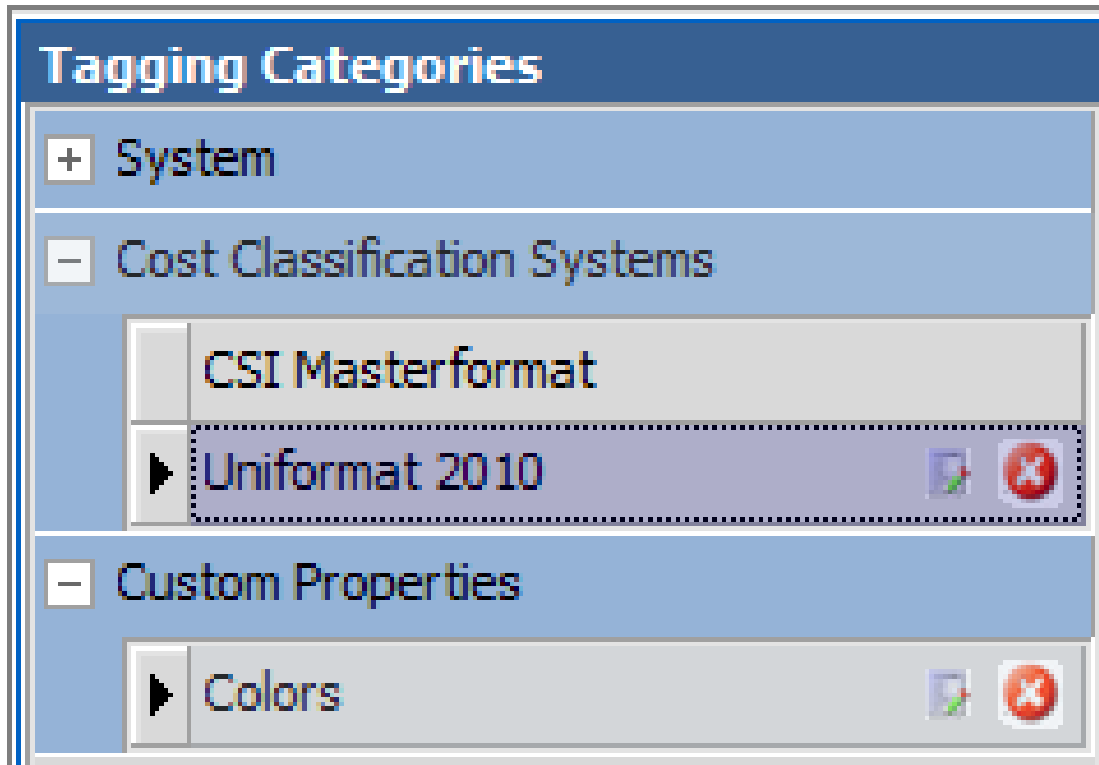 Tagging Categories
System
Cost Classification Systems
CSI Masterformat
Uniformat 2010
Custom Properties
Colors